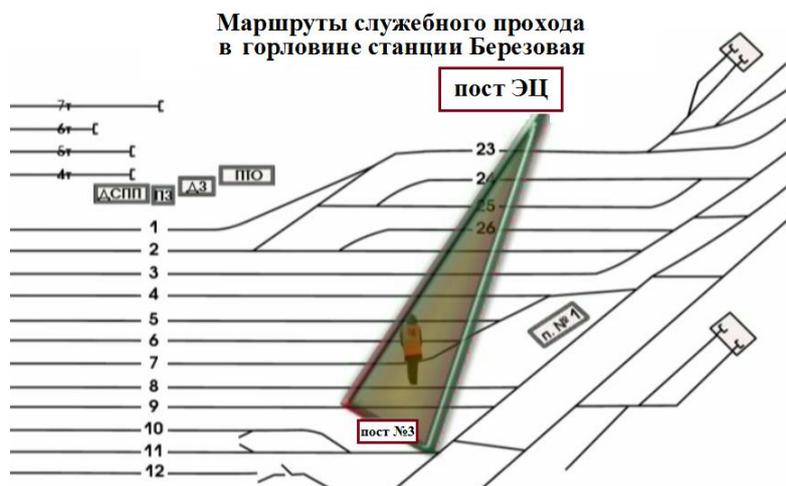 Маршруты служебного прохода
в горловине станции Березовая
пост ЭЦ
7т
6т
5т
4т
ДСПП
ПЗ
ДЗ
ПТО
23
24
25
26
1
2
3
4
5
6
7
8
9
10
11
12
п. № 1
пост №3